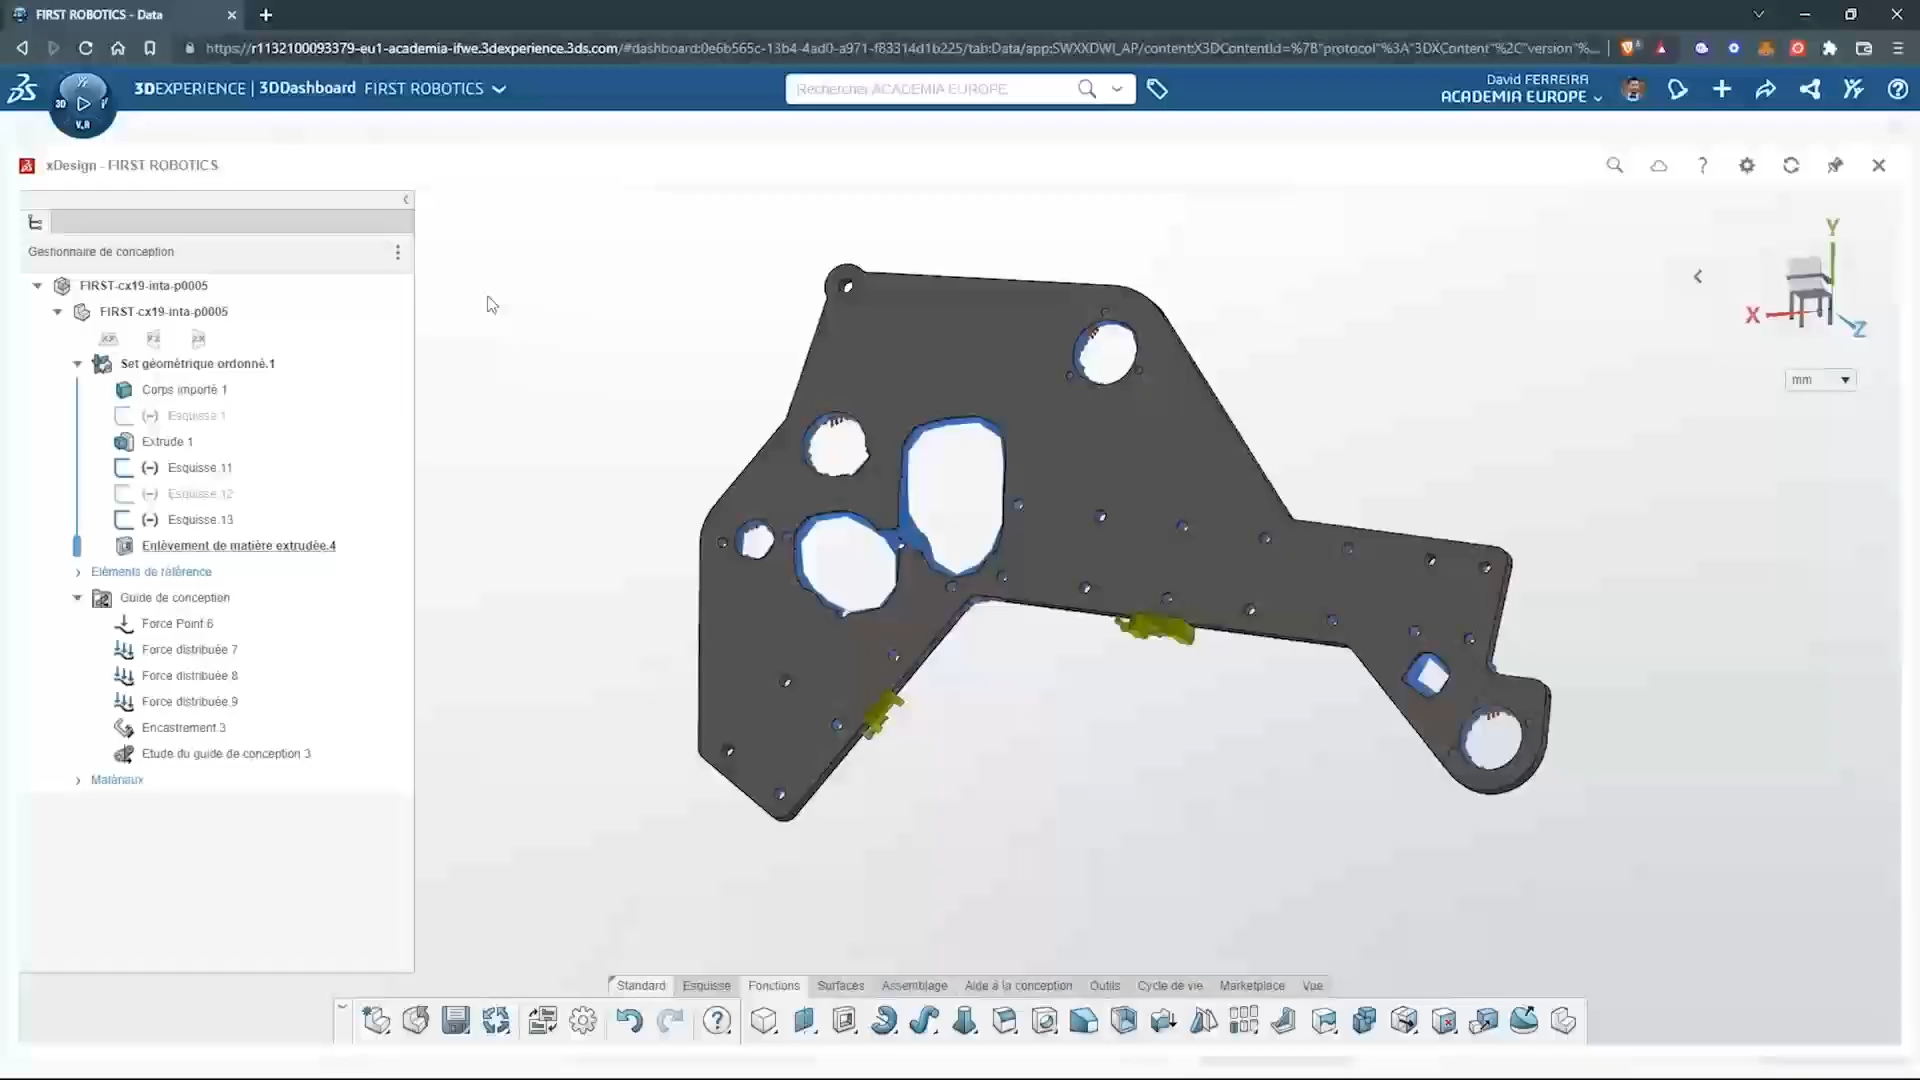 FIRST ROBOTICS - Data
https://r1132100093379-eu1-academia-ifwe.3dexperience.3ds.com/#dashboard:0e6b565c-13b4-4ad0-a971-f83314d1b225/tab:Data/app:SWXXDWI_AP/content:X3DContentId=%7B"protocol"%3A"3DXContent"%2C"version"%...
3DEXPERIENCE | 3DDashboard FIRST ROBOTICS
Rechercher ACADEMIA EUROPE
David FERREIRA
ACADEMIA EUROPE
3D
V.R
xDesign - FIRST ROBOTICS
Gestionnaire de conception
FIRST-cx19-inta-p0005
FIRST-cx19-inta-p0005
Set géométrique ordonné.1
Corps importé 1
(-) Esquisse.1
Extrude 1
(-) Esquisse.11
(-) Esquisse.12
(-) Esquisse.13
Enlèvement de matière extrudée.4
Eléments de référence
Guide de conception
Force Point.6
Force distribuée 7
Force distribuée 8
Force distribuée.9
Encastrement.3
Etude du guide de conception 3
Matériaux
Y
X
Z
mm
Standard
Esquisse
Fonctions
Surfaces
Assemblage
Aide à la conception
Outils
Cycle de vie
Marketplace
Vue